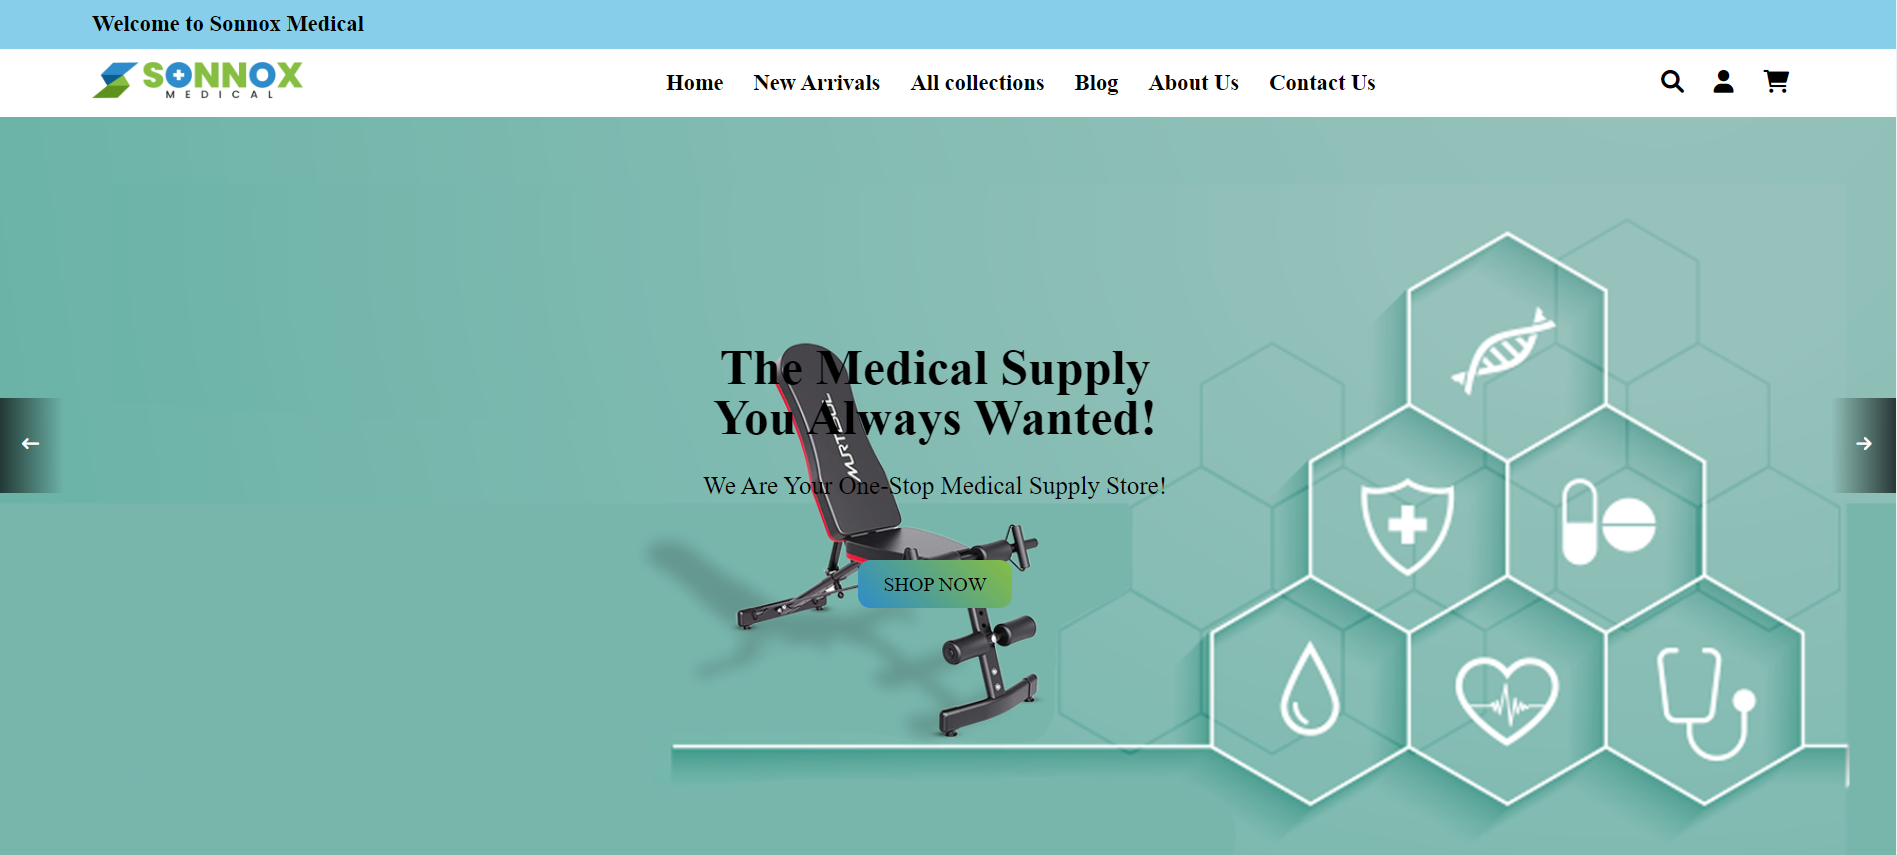 Welcome to Sonnox Medical
SONNOX
MEDICAL
Home New Arrivals All collections Blog About Us Contact Us
The Medical Supply
You Always Wanted!
We Are Your One-Stop Medical Supply Store!
SHOP NOW